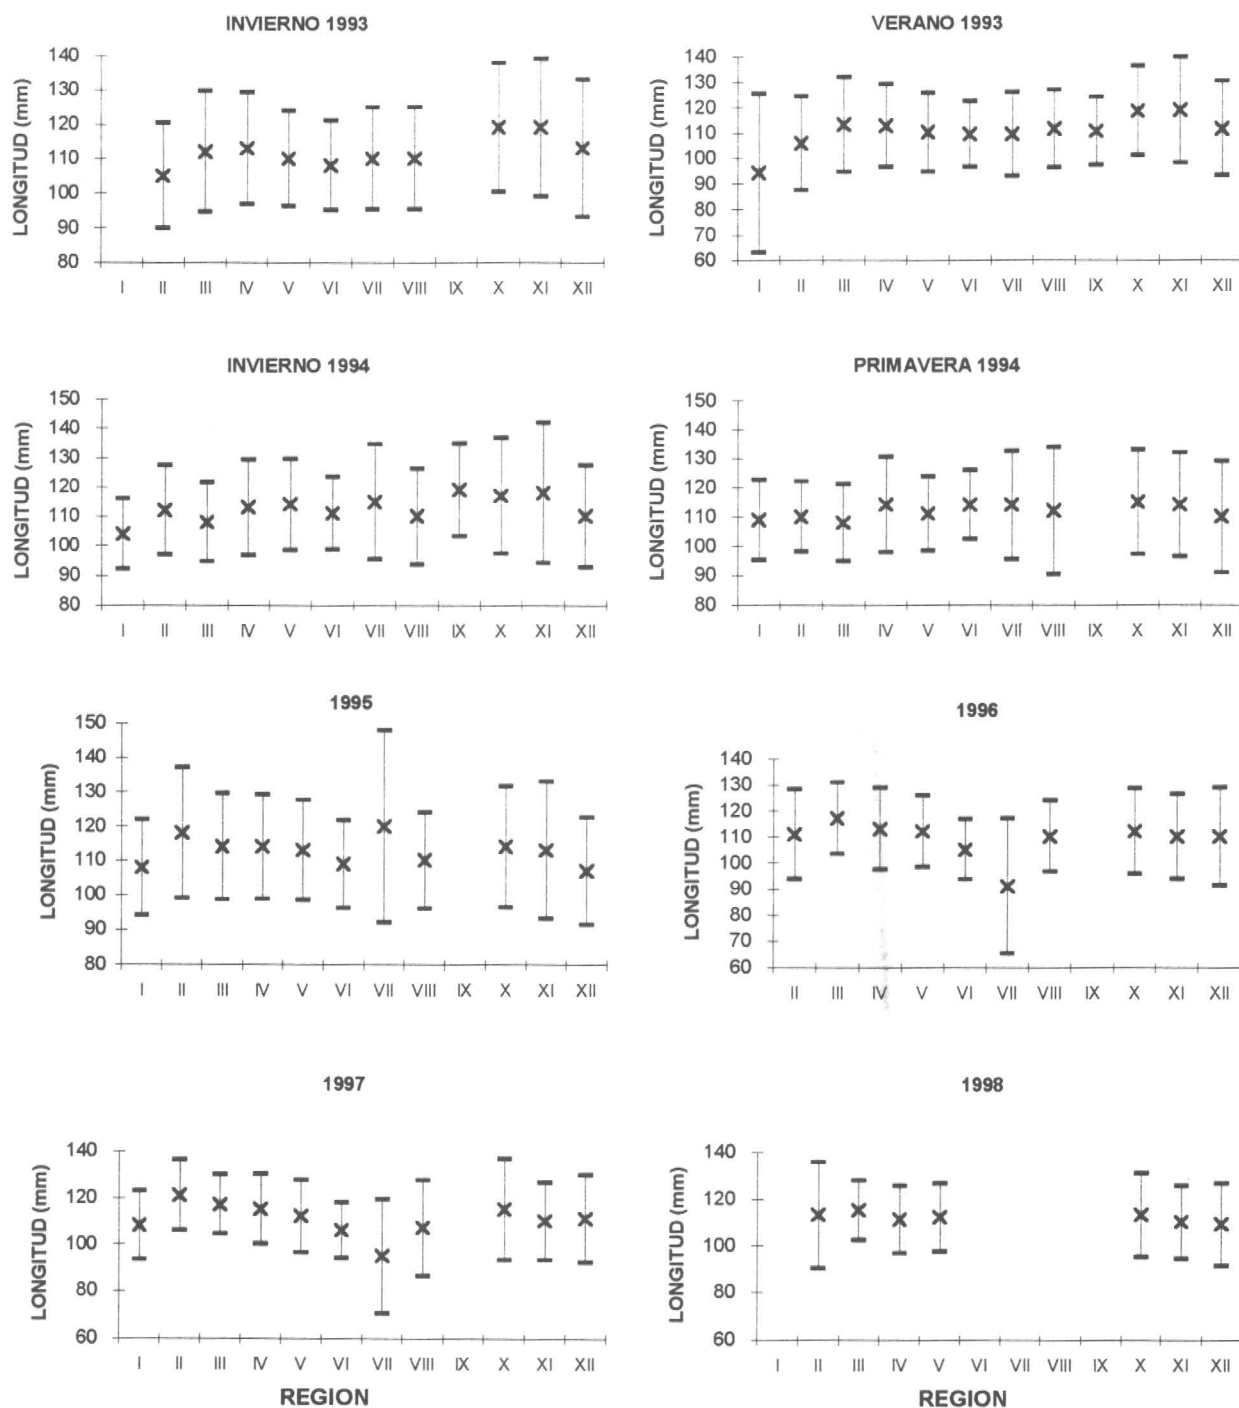 INVIERNO 1993
LONGITUD (mm)
140
130
120
110
100
90
80
I II III IV V VI VII VIII IX X XI XII
VERANO 1993
LONGITUD (mm)
140
130
120
110
100
90
80
70
60
I II III IV V VI VII VIII IX X XI XII
INVIERNO 1994
LONGITUD (mm)
150
140
130
120
110
100
90
80
I II III IV V VI VII VIII IX X XI XII
PRIMAVERA 1994
LONGITUD (mm)
150
140
130
120
110
100
90
80
I II III IV V VI VII VIII IX X XI XII
1995
LONGITUD (mm)
150
140
130
120
110
100
90
80
I II III IV V VI VII VIII IX X XI XII
1996
LONGITUD (mm)
140
130
120
110
100
90
80
70
60
II III IV V VI VII VIII IX X XI XII
1997
LONGITUD (mm)
140
120
100
80
60
I II III IV V VI VII VIII IX X XI XII
REGION
1998
LONGITUD (mm)
140
120
100
80
60
I II III IV V VI VII VIII IX X XI XII
REGION